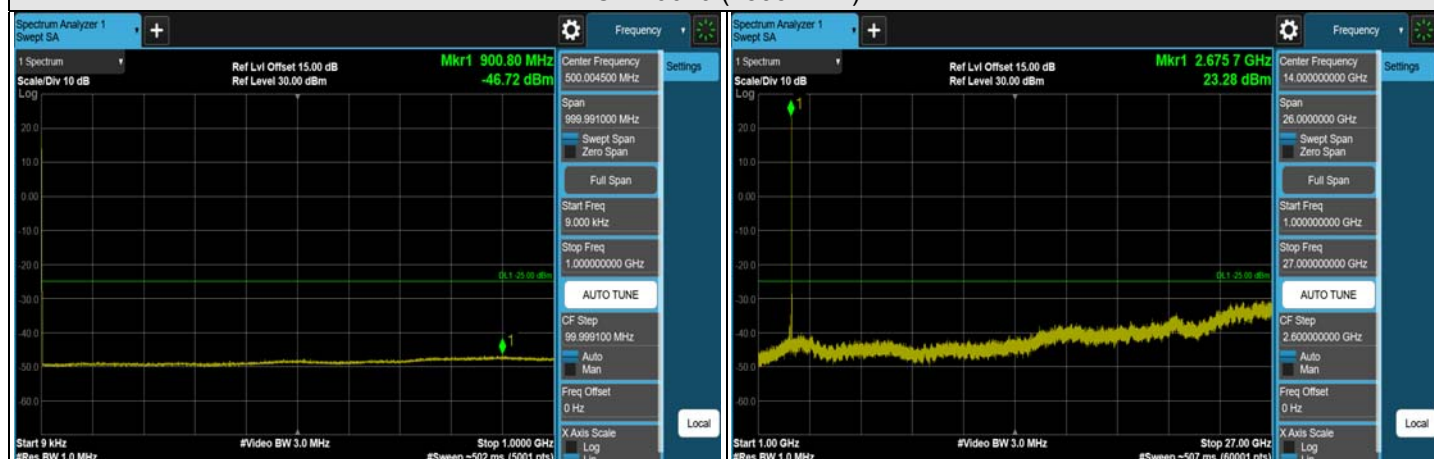 Spectrum Analyzer 1
Swept SA
+
Frequency
1 Spectrum
Scale/Div 10 dB
Log
Ref Lvl Offset 15.00 dB
Ref Level 30.00 dBm
Mkr1 900.80 MHz
-46.72 dBm
20.0
10.0
0.00
-10.0
-20.0
-30.0
-40.0
-50.0
-60.0
DL1 -25.00 dBm
1
Start 9 kHz
#Video BW 3.0 MHz
Stop 1.0000 GHz
#Res BW 1.0 MHz
#Sweep ~502 ms (5001 pts)
Center Frequency
500.004500 MHz
Settings
Span
999.991000 MHz
Swept Span
Zero Span
Full Span
Start Freq
9.000 kHz
Stop Freq
1.000000000 GHz
AUTO TUNE
CF Step
99.999100 MHz
Auto
Man
Freq Offset
0 Hz
X Axis Scale
Log
Lin
Local
Spectrum Analyzer 1
Swept SA
+
Frequency
1 Spectrum
Scale/Div 10 dB
Log
Ref Lvl Offset 15.00 dB
Ref Level 30.00 dBm
Mkr1 2.675 7 GHz
23.28 dBm
1
20.0
10.0
0.00
-10.0
-20.0
-30.0
-40.0
-50.0
-60.0
DL1 -25.00 dBm
Start 1.00 GHz
#Video BW 3.0 MHz
Stop 27.00 GHz
#Res BW 1.0 MHz
#Sweep ~507 ms (60001 pts)
Center Frequency
14.000000000 GHz
Settings
Span
26.0000000 GHz
Swept Span
Zero Span
Full Span
Start Freq
1.000000000 GHz
Stop Freq
27.000000000 GHz
AUTO TUNE
CF Step
2.600000000 GHz
Auto
Man
Freq Offset
0 Hz
X Axis Scale
Log
Lin
Local